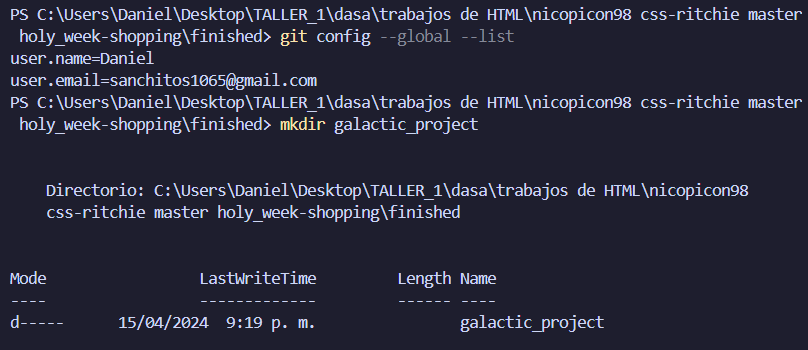 PS C:\Users\Daniel\Desktop\TALLER_1\dasa\trabajos de HTML\nicopicon98 css-ritchie master
holy_week-shopping\finished> git config --global --list
user.name=Daniel
user.email=sanchitos1065@gmail.com
PS C:\Users\Daniel\Desktop\TALLER_1\dasa\trabajos de HTML\nicopicon98 css-ritchie master
holy_week-shopping\finished> mkdir galactic_project
Directorio: C:\Users\Daniel\Desktop\TALLER_1\dasa\trabajos de HTML\nicopicon98
css-ritchie master holy_week-shopping\finished
Mode LastWriteTime Length Name
---- ------------- ------ ----
d----- 15/04/2024 9:19 p. m. galactic_project